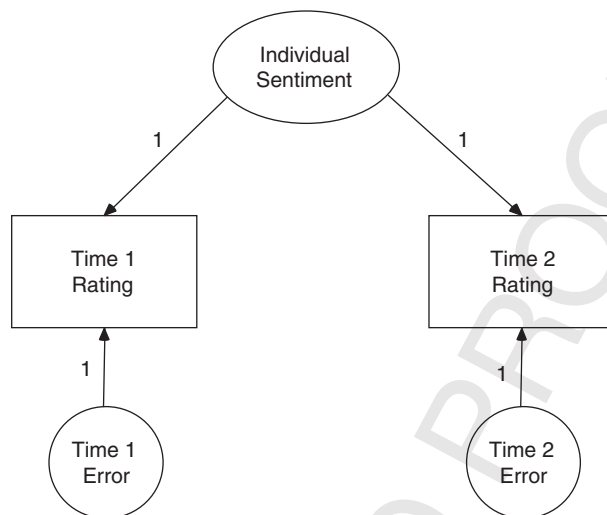 Individual
Sentiment
1
1
Time 1
Rating
Time 2
Rating
1
1
Time 1
Error
Time 2
Error